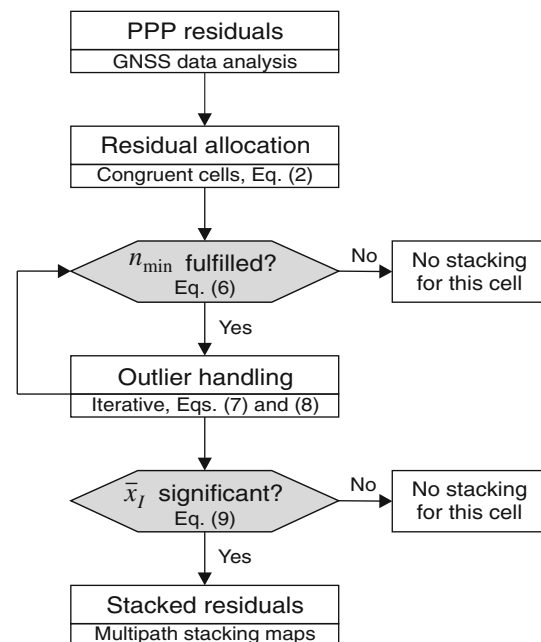 PPP residuals
GNSS data analysis
Residual allocation
Congruent cells, Eq. (2)
n_min fulfilled?
Eq. (6)
No
No stacking
for this cell
Yes
Outlier handling
Iterative, Eqs. (7) and (8)
x̄_I significant?
Eq. (9)
No
No stacking
for this cell
Yes
Stacked residuals
Multipath stacking maps